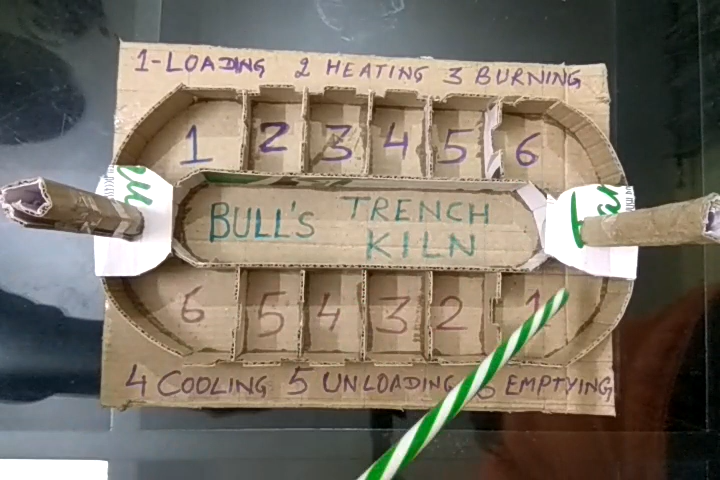 1-LOADING 2 HEATING 3 BURNING
1 2 3 4 5 6
BULL'S TRENCH
KILN
6 5 4 3 2 1
4 COOLING 5 UNLOADING 6 EMPTYING